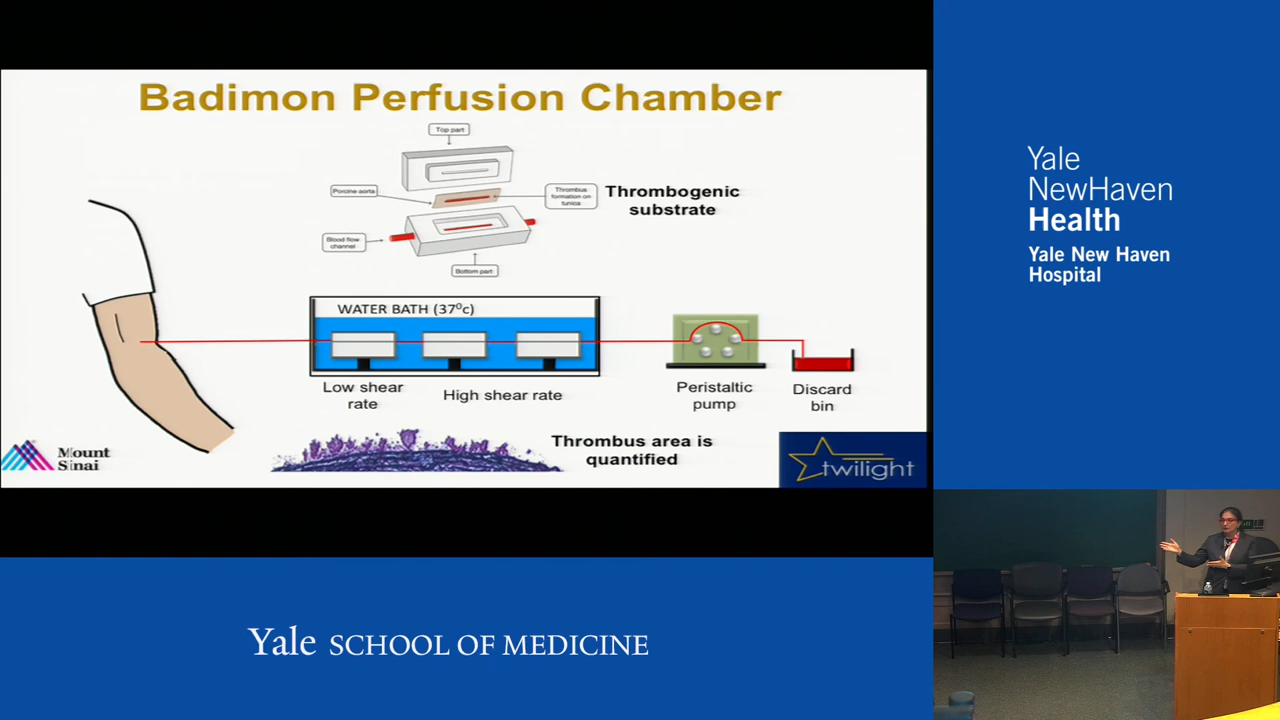 Badimon Perfusion Chamber
Top part
Porcine aorta
Thrombus
formation on
tunica
Thrombogenic
substrate
Blood flow
channel
Bottom part
WATER BATH (37⁰c)
Low shear
rate
High shear rate
Peristaltic
pump
Discard
bin
Thrombus area is
quantified
Mount
Sinai
twilight
Yale
NewHaven
Health
Yale New Haven
Hospital
Yale SCHOOL OF MEDICINE